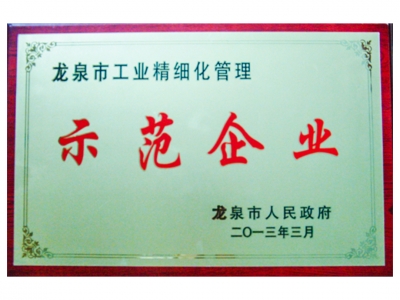 龙泉市工业精细化管理
示范企业
龙泉市人民政府
二〇一三年三月